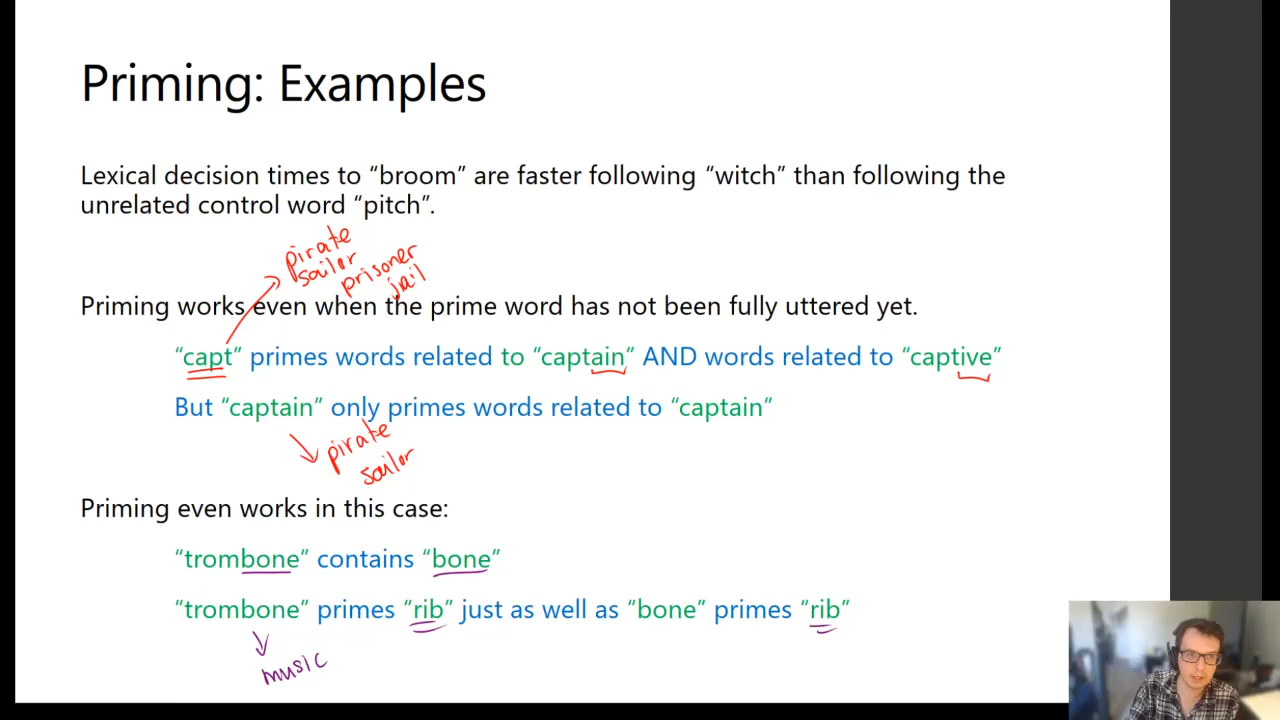 Priming: Examples
Lexical decision times to “broom” are faster following “witch” than following the
unrelated control word “pitch”.
pirate
sailor
prisoner
jail
Priming works even when the prime word has not been fully uttered yet.
“capt” primes words related to “captain” AND words related to “captive”
But “captain” only primes words related to “captain”
pirate
sailor
Priming even works in this case:
“trombone” contains “bone”
“trombone” primes “rib” just as well as “bone” primes “rib”
music